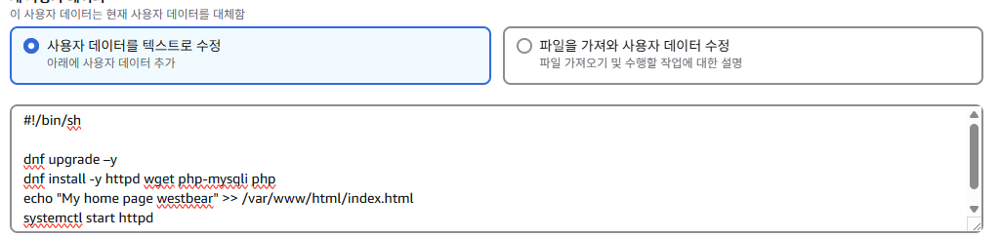 이 사용자 데이터는 현재 사용자 데이터를 대체함
사용자 데이터를 텍스트로 수정
아래에 사용자 데이터 추가
파일을 가져와 사용자 데이터 수정
파일 가져오기 및 수행할 작업에 대한 설명
#!/bin/sh
dnf upgrade –y
dnf install -y httpd wget php-mysqli php
echo "My home page westbear" >> /var/www/html/index.html
systemctl start httpd